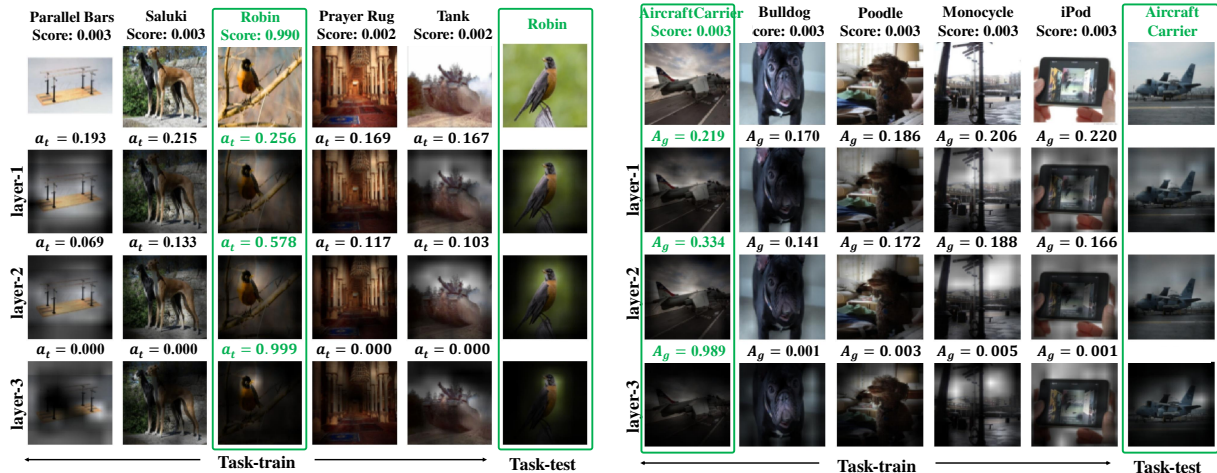 Parallel Bars Saluki Robin Prayer Rug Tank Robin
Score: 0.003 Score: 0.003 Score: 0.990 Score: 0.002 Score: 0.002
a_t = 0.193 a_t = 0.215 a_t = 0.256 a_t = 0.169 a_t = 0.167
layer-1
a_t = 0.069 a_t = 0.133 a_t = 0.578 a_t = 0.117 a_t = 0.103
layer-2
a_t = 0.000 a_t = 0.000 a_t = 0.999 a_t = 0.000 a_t = 0.000
layer-3
Task-train Task-test
AircraftCarrier Bulldog Poodle Monocycle iPod Aircraft
Score: 0.003 core: 0.003 Score: 0.003 Score: 0.003 Score: 0.003 Carrier
A_g = 0.219 A_g = 0.170 A_g = 0.186 A_g = 0.206 A_g = 0.220
layer-1
A_g = 0.334 A_g = 0.141 A_g = 0.172 A_g = 0.188 A_g = 0.166
layer-2
A_g = 0.989 A_g = 0.001 A_g = 0.003 A_g = 0.005 A_g = 0.001
layer-3
Task-train Task-test